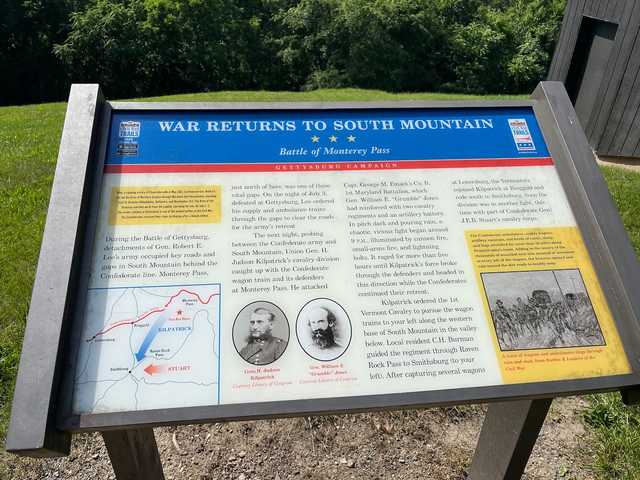 WAR RETURNS TO SOUTH MOUNTAIN
Battle of Monterey Pass
GETTYSBURG CAMPAIGN
During the Battle of Gettysburg,
detachments of Gen. Robert E.
Lee's army occupied key roads and
gaps in South Mountain behind the
Confederate line. Monterey Pass,
just north of here, was one of three
vital gaps. On the night of July 3,
defeated at Gettysburg, Lee ordered
his supply and ambulance trains
through the gaps to clear the roads
for the army's retreat.
The next night, probing
between the Confederate army and
South Mountain, Union Gen. H.
Judson Kilpatrick's cavalry division
caught up with the Confederate
wagon train and its defenders
at Monterey Pass. He attacked
Capt. George M. Emack's Co. B,
1st Maryland Battalion, which
Gen. William E. "Grumble" Jones
had reinforced with two cavalry
regiments and an artillery battery.
In pitch dark and pouring rain, a
chaotic, vicious fight began around
9 P.M., illuminated by cannon fire,
small-arms fire, and lightning
bolts. It raged for more than five
hours until Kilpatrick's force broke
through the defenders and headed in
this direction while the Confederates
continued their retreat.
Kilpatrick ordered the 1st
Vermont Cavalry to pursue the wagon
trains to your left along the western
base of South Mountain in the valley
below. Local resident C.H. Buhrman
guided the regiment through Raven
Rock Pass to Smithsburg (to your
left). After capturing several wagons
at Leitersburg, the Vermonters
rejoined Kilpatrick at
rode south to Smithsburg, from the
division was in another fight, this
time with part of Confederate Gen.
J.E.B. Stuart's cavalry corps.
Monterey
Pass
KILPATRICK
Raven Rock
Pass
Smithsburg
STUART
Gen. H. Judson
Kilpatrick
Courtesy Library of Congress
Gen. William E.
"Grumble" Jones
Courtesy Library of Congress
A train of wagons and ambulances
Civil War